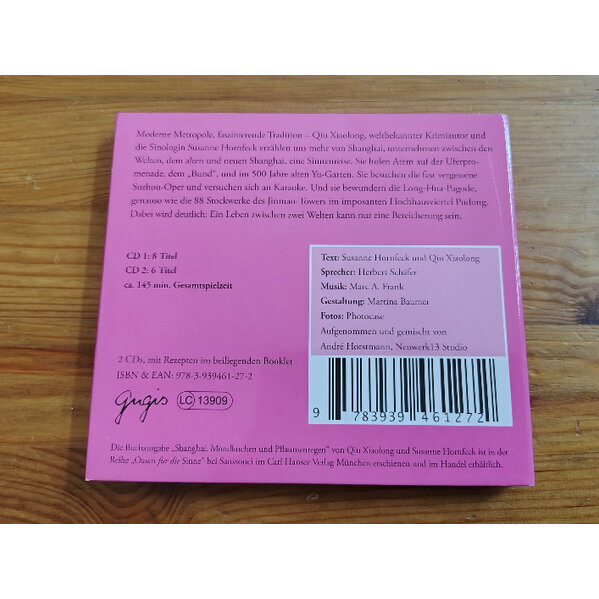 Moderne Metropole, faszinierende Tradition – Qiu Xiaolong, weltbekannter Krimiautor und
die Sinologin Susanne Hornfeck erzählen uns mehr von Shanghai, unternehmen zwischen den
Welten, dem alten und neuen Shanghai, eine Sinnenreise. Sie holen Atem auf der Uferpro-
menade, dem „Bund", und im 500 Jahre alten Yu-Garten. Sie besuchen die fast vergessene
Suzhou-Oper und versuchen sich an Karaoke. Und sie bewundern die Long-Hua-Pagode,
genauso wie die 88 Stockwerke des Jinmao-Towers im imposanten Hochhausviertel Pudong.
Dabei wird deutlich: Ein Leben zwischen zwei Welten kann nur eine Bereicherung sein.
CD 1: 8 Titel
CD 2: 6 Titel
ca. 145 min. Gesamtspielzeit
Text: Susanne Hornfeck und Qiu Xiaolong
Sprecher: Herbert Schäfer
Musik: Marc A. Frank
Gestaltung: Martina Baumer
Fotos: Photocase
Aufgenommen und gemischt von
André Horstmann, Neuwerk13 Studio
2 CDs, mit Rezepten im beiliegenden Booklet
ISBN & EAN: 978-3-939461-27-2
gugis LC 13909
9 783939 461272
Die Buchausgabe „Shanghai. Mondkuchen und Pflaumenregen" von Qiu Xiaolong und Susanne Hornfeck ist in der
Reihe „Oasen für die Sinne" bei Sanssouci im Carl Hanser Verlag München erschienen und im Handel erhältlich.